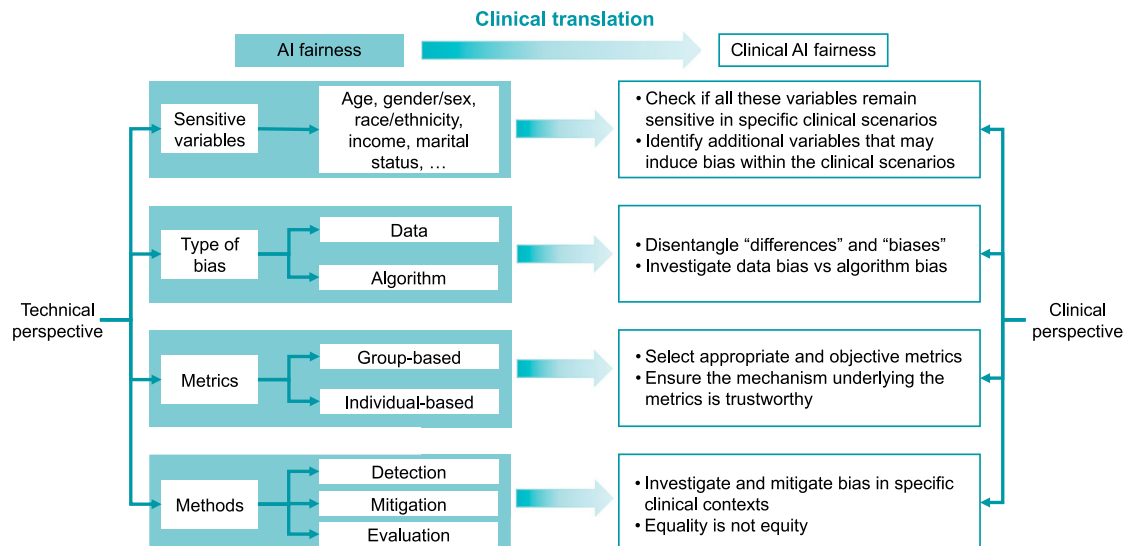 Clinical translation
AI fairness
Clinical AI fairness
Technical
perspective
Sensitive
variables
Age, gender/sex,
race/ethnicity,
income, marital
status, ...
• Check if all these variables remain
sensitive in specific clinical scenarios
• Identify additional variables that may
induce bias within the clinical scenarios
Type of
bias
Data
Algorithm
• Disentangle “differences” and “biases”
• Investigate data bias vs algorithm bias
Metrics
Group-based
Individual-based
• Select appropriate and objective metrics
• Ensure the mechanism underlying the
metrics is trustworthy
Methods
Detection
Mitigation
Evaluation
• Investigate and mitigate bias in specific
clinical contexts
• Equality is not equity
Clinical
perspective